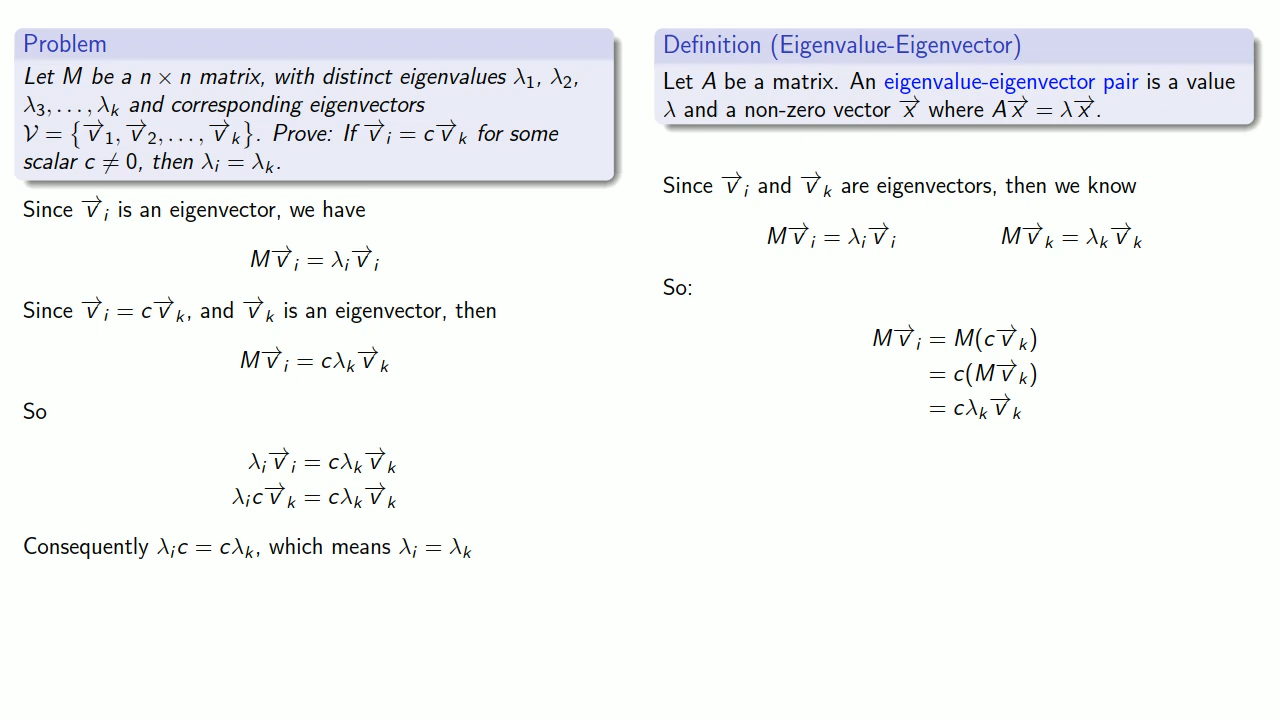 Problem
Let M be a n × n matrix, with distinct eigenvalues λ₁, λ₂,
λ₃, . . . , λₖ and corresponding eigenvectors
𝒱 = {v⃗₁, v⃗₂, . . . , v⃗ₖ}. Prove: If v⃗ᵢ = cv⃗ₖ for some
scalar c ≠ 0, then λᵢ = λₖ.
Since v⃗ᵢ is an eigenvector, we have
Mv⃗ᵢ = λᵢv⃗ᵢ
Since v⃗ᵢ = cv⃗ₖ, and v⃗ₖ is an eigenvector, then
Mv⃗ᵢ = cλₖv⃗ₖ
So
λᵢv⃗ᵢ = cλₖv⃗ₖ
λᵢcv⃗ₖ = cλₖv⃗ₖ
Consequently λᵢc = cλₖ, which means λᵢ = λₖ
Definition (Eigenvalue-Eigenvector)
Let A be a matrix. An eigenvalue-eigenvector pair is a value
λ and a non-zero vector x⃗ where Ax⃗ = λx⃗.
Since v⃗ᵢ and v⃗ₖ are eigenvectors, then we know
Mv⃗ᵢ = λᵢv⃗ᵢ Mv⃗ₖ = λₖv⃗ₖ
So:
Mv⃗ᵢ = M(cv⃗ₖ)
= c(Mv⃗ₖ)
= cλₖv⃗ₖ